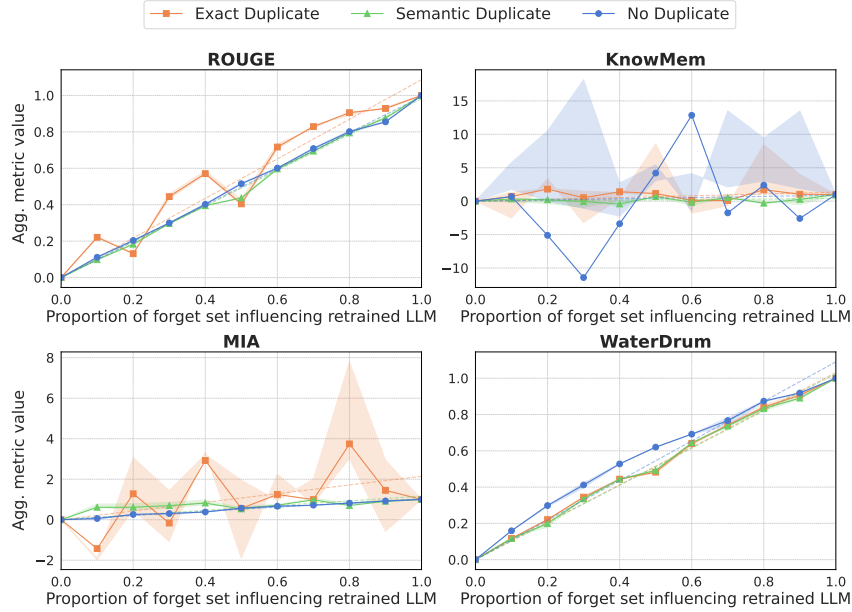 Exact Duplicate Semantic Duplicate No Duplicate
ROUGE
KnowMem
Agg. metric value
1.0
0.8
0.6
0.4
0.2
0.0
0.0 0.2 0.4 0.6 0.8 1.0
Proportion of forget set influencing retrained LLM
15
10
5
0
−5
−10
0.0 0.2 0.4 0.6 0.8 1.0
Proportion of forget set influencing retrained LLM
MIA
WaterDrum
Agg. metric value
8
6
4
2
0
−2
0.0 0.2 0.4 0.6 0.8 1.0
Proportion of forget set influencing retrained LLM
1.0
0.8
0.6
0.4
0.2
0.0
0.0 0.2 0.4 0.6 0.8 1.0
Proportion of forget set influencing retrained LLM